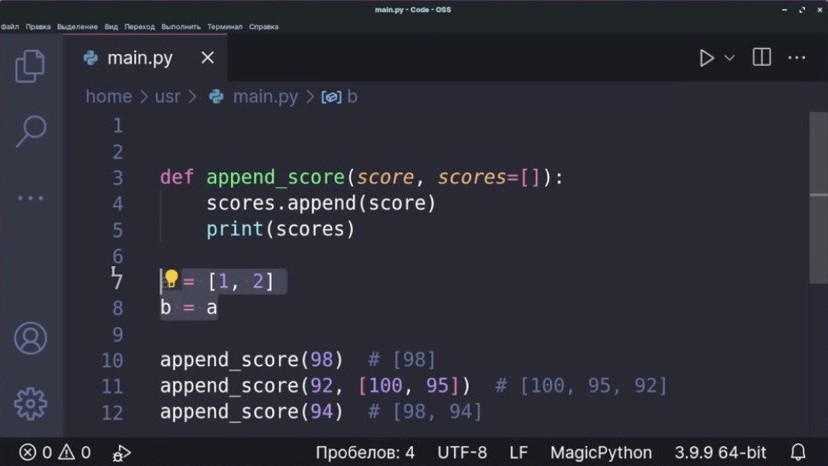 main.py - Code - OSS
Файл Правка Выделение Вид Переход Выполнить Терминал Справка
main.py
home > usr > main.py > b
1
2
3 def append_score(score, scores=[]):
4 scores.append(score)
5 print(scores)
6
7 = [1, 2]
8 b = a
9
10 append_score(98) # [98]
11 append_score(92, [100, 95]) # [100, 95, 92]
12 append_score(94) # [98, 94]
0 0 Пробелов: 4 UTF-8 LF MagicPython 3.9.9 64-bit